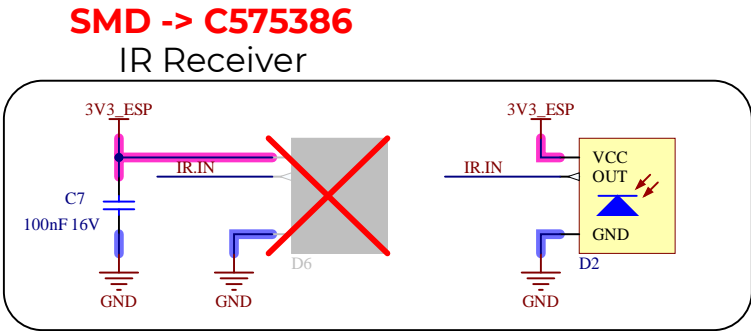 SMD -> C575386
IR Receiver
3V3_ESP
IR.IN
C7
100nF 16V
GND
GND
D6
3V3_ESP
IR.IN
VCC
OUT
GND
D2
GND